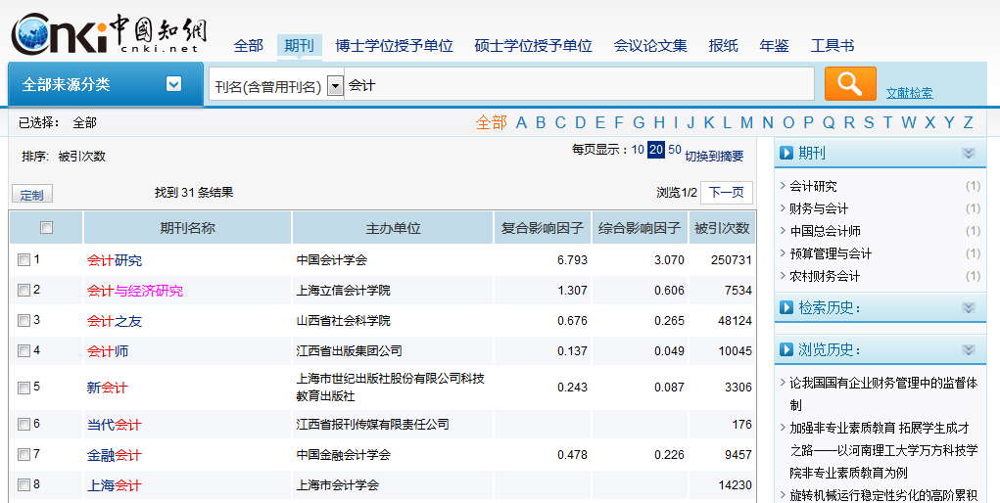 中國知網
cnki.net
全部 期刊 博士学位授予单位 硕士学位授予单位 会议论文集 报纸 年鉴 工具书
全部来源分类 刊名(含曾用刊名) 会计 文献检索
已选择： 全部 全部 A B C D E F G H I J K L M N O P Q R S T W X Y Z
排序: 被引次数 每页显示：10 20 50 切换到摘要
定制 找到 31 条结果 浏览1/2 下一页
期刊名称 主办单位 复合影响因子 综合影响因子 被引次数
1 会计研究 中国会计学会 6.793 3.070 250731
2 会计与经济研究 上海立信会计学院 1.307 0.606 7534
3 会计之友 山西省社会科学院 0.676 0.265 48124
4 会计师 江西省出版集团公司 0.137 0.049 10045
5 新会计 上海市世纪出版社股份有限公司科技
教育出版社 0.243 0.087 3306
6 当代会计 江西省报刊传媒有限责任公司 176
7 金融会计 中国金融会计学会 0.478 0.226 9457
8 上海会计 上海市会计学会 14230
期刊
会计研究 (1)
财务与会计 (1)
中国总会计师 (1)
预算管理与会计 (1)
农村财务会计 (1)
检索历史：
浏览历史：
论我国国有企业财务管理中的监督体
制
加强非专业素质教育 拓展学生成才
之路——以河南理工大学万方科技学
院非专业素质教育为例
旋转机械运行稳定性劣化的高阶累积